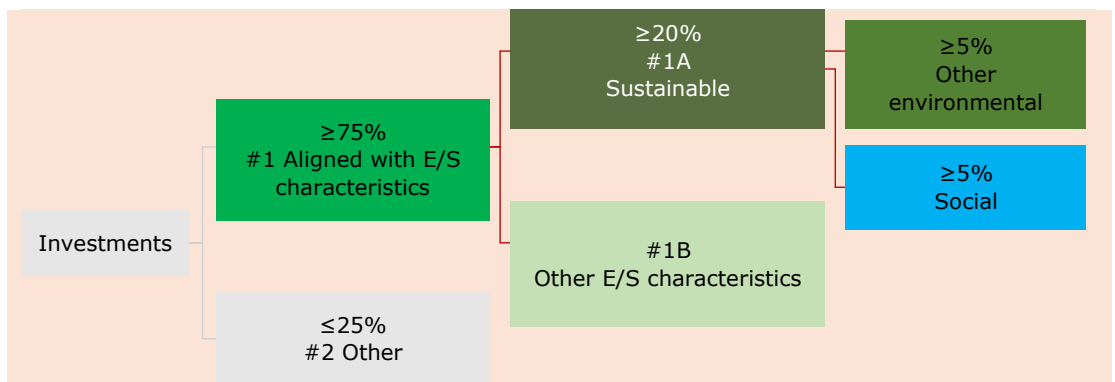 Investments
≥75%
#1 Aligned with E/S
characteristics
≤25%
#2 Other
≥20%
#1A
Sustainable
#1B
Other E/S characteristics
≥5%
Other
environmental
≥5%
Social